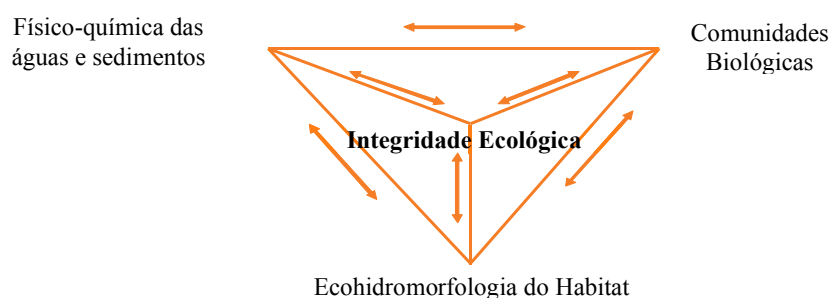 Físico-química das
águas e sedimentos
Comunidades
Biológicas
Integridade Ecológica
Ecohidromorfologia do Habitat